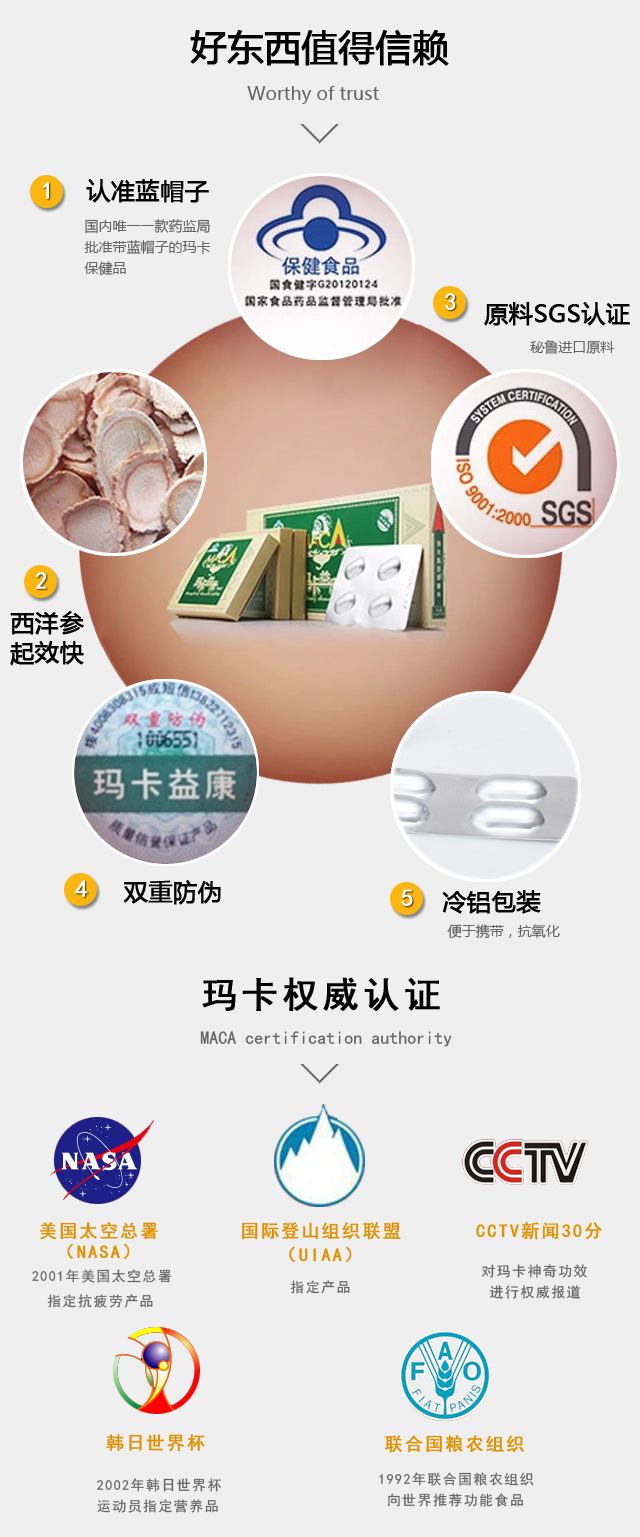 好东西值得信赖
Worthy of trust
1 认准蓝帽子
国内唯一一款药监局
批准带蓝帽子的玛卡
保健品
保健食品
国食健字G20120124
国家食品药品监督管理局批准
3 原料SGS认证
秘鲁进口原料
SYSTEM CERTIFICATION
ISO 9001:2000
SGS
MACA
2
西洋参
起效快
双重防伪
1006551
玛卡益康
质量信誉保证产品
4 双重防伪
5 冷铝包装
便于携带，抗氧化
玛卡权威认证
MACA certification authority
NASA
CCTV
美国太空总署
（NASA）
2001年美国太空总署
指定抗疲劳产品
国际登山组织联盟
（UIAA）
指定产品
CCTV新闻30分
对玛卡神奇功效
进行权威报道
韩日世界杯
2002年韩日世界杯
运动员指定营养品
FAO
FIAT PANIS
联合国粮农组织
1992年联合国粮农组织
向世界推荐功能食品